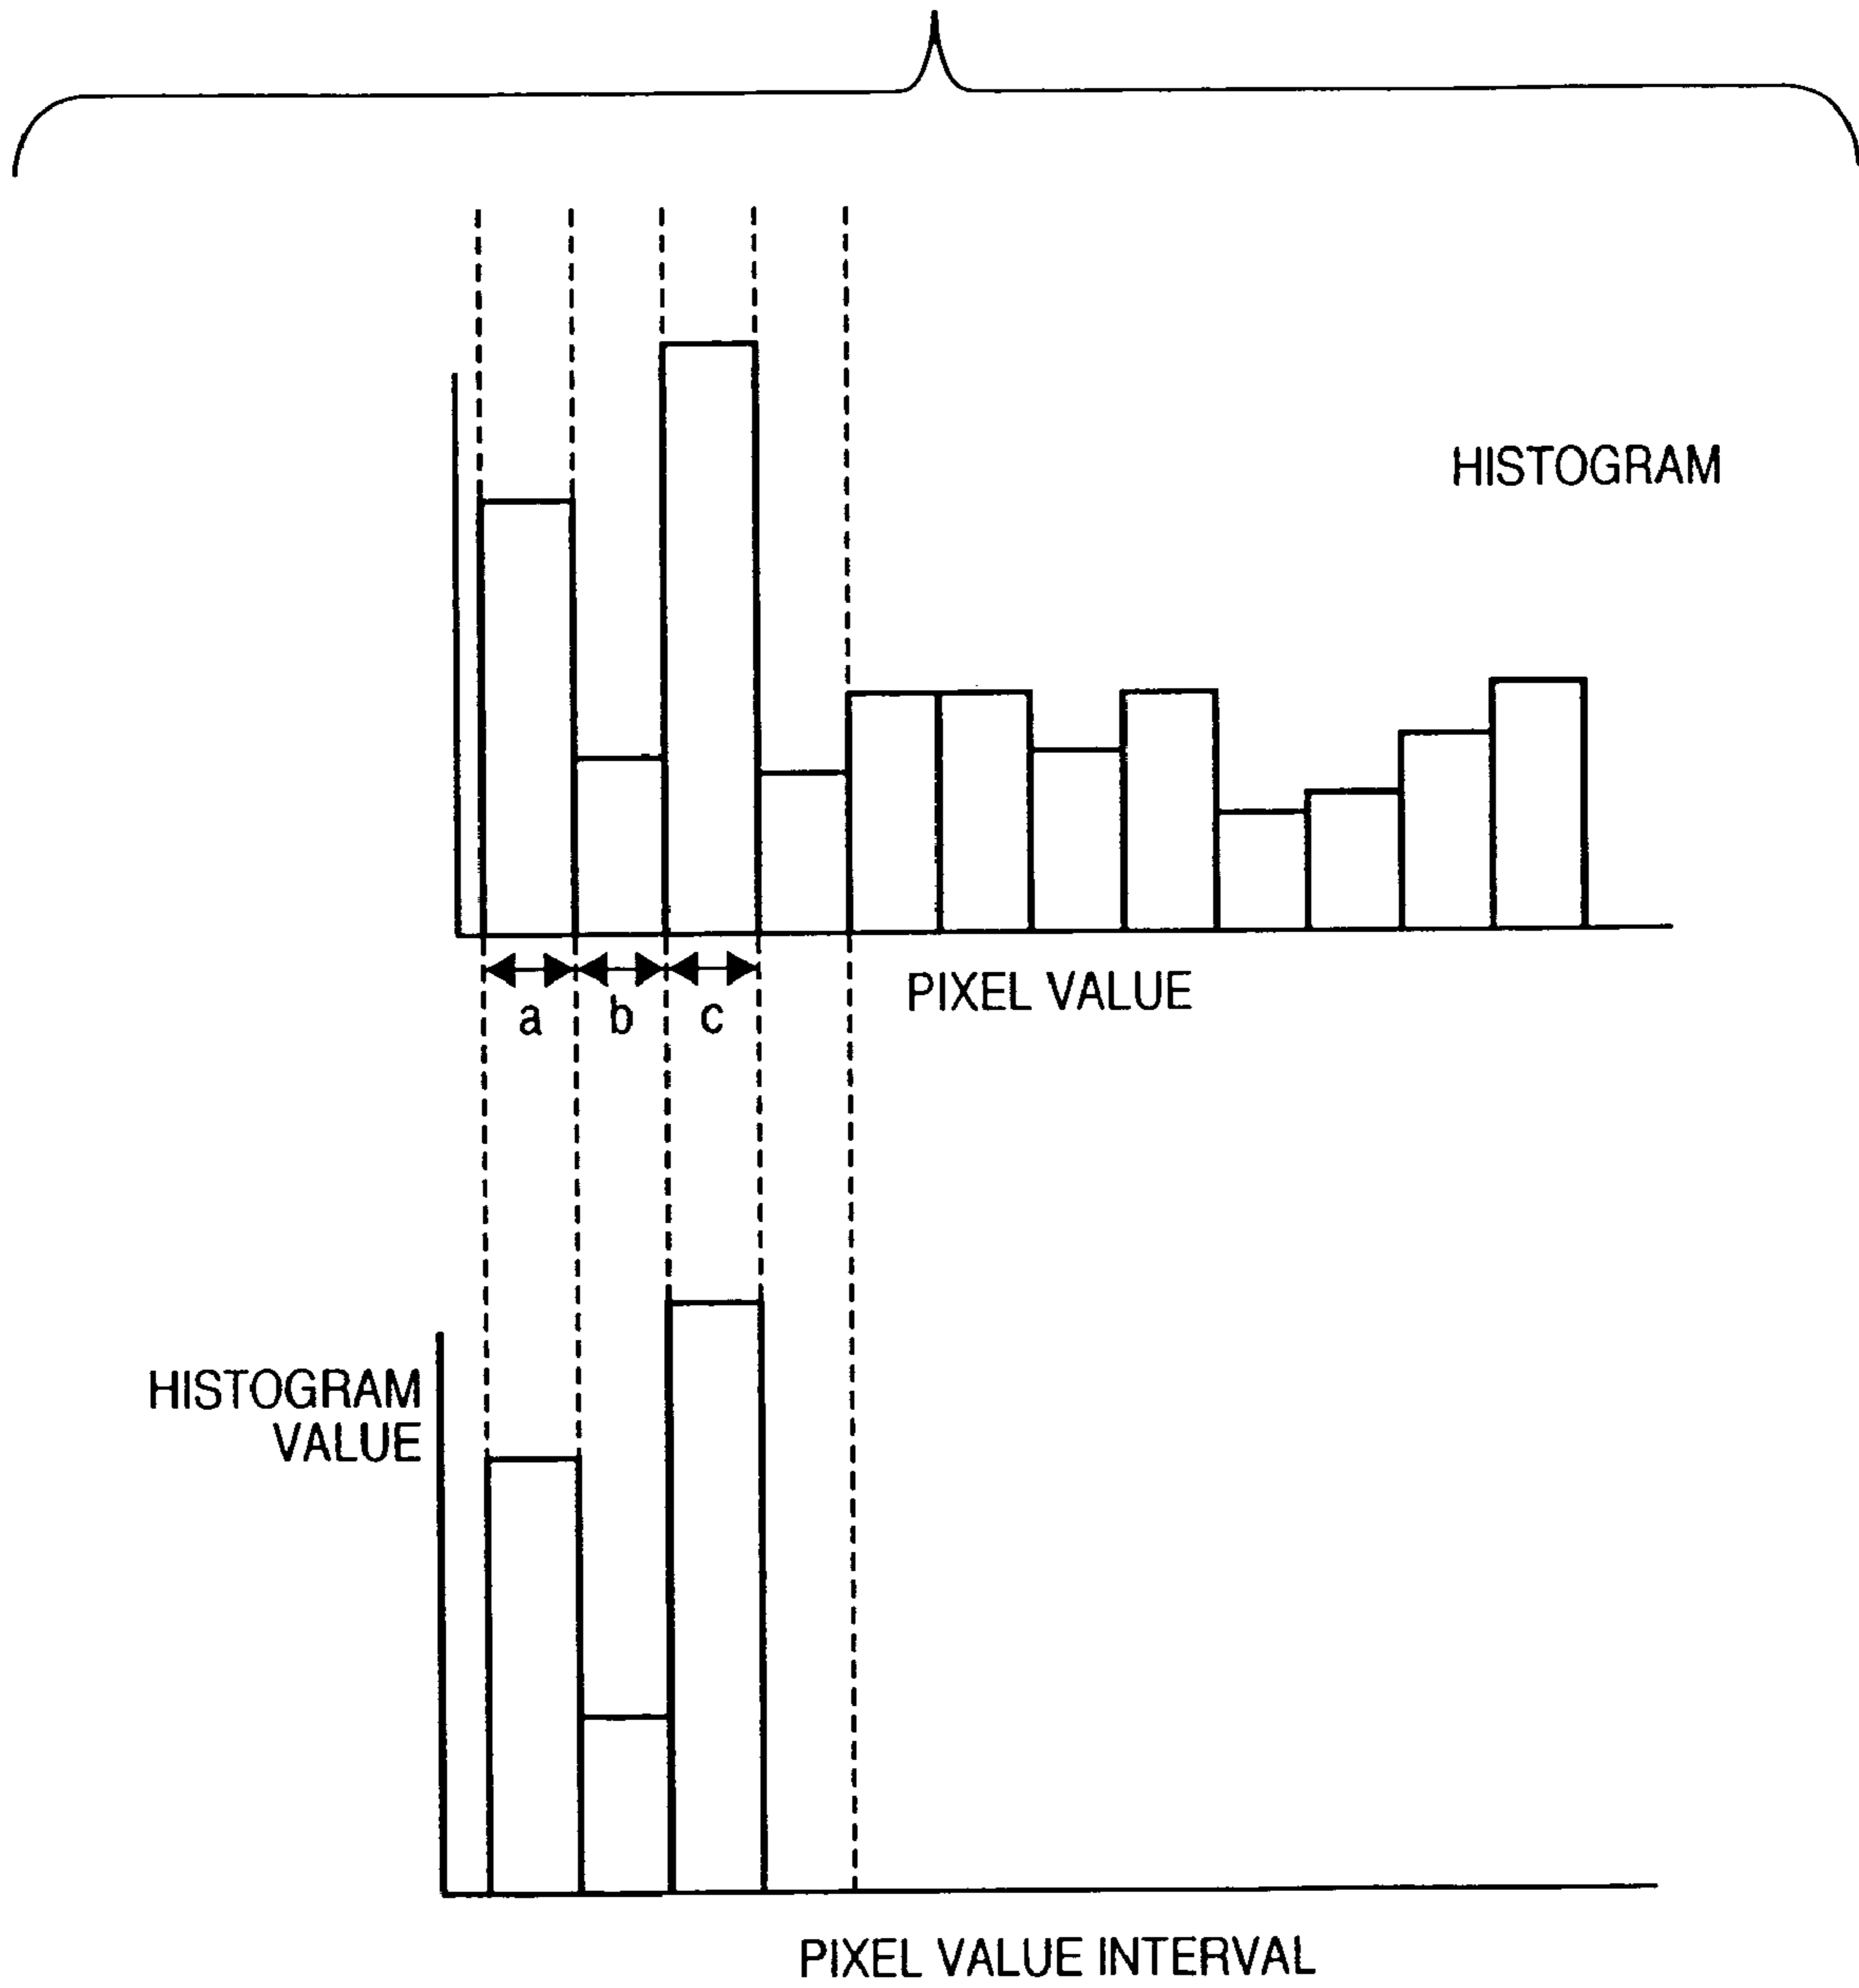 HISTOGRAM
a b c
PIXEL VALUE
HISTOGRAM
VALUE
PIXEL VALUE INTERVAL